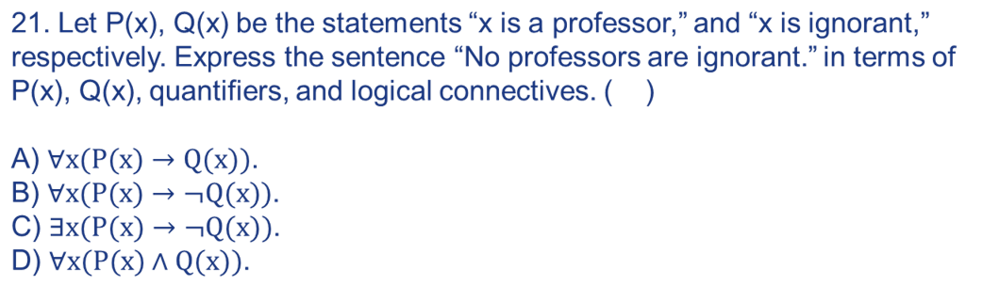 21. Let P(x), Q(x) be the statements “x is a professor,” and “x is ignorant,”
respectively. Express the sentence “No professors are ignorant.” in terms of
P(x), Q(x), quantifiers, and logical connectives. (    )
A) ∀x(P(x) → Q(x)).
B) ∀x(P(x) → ¬Q(x)).
C) ∃x(P(x) → ¬Q(x)).
D) ∀x(P(x) ∧ Q(x)).